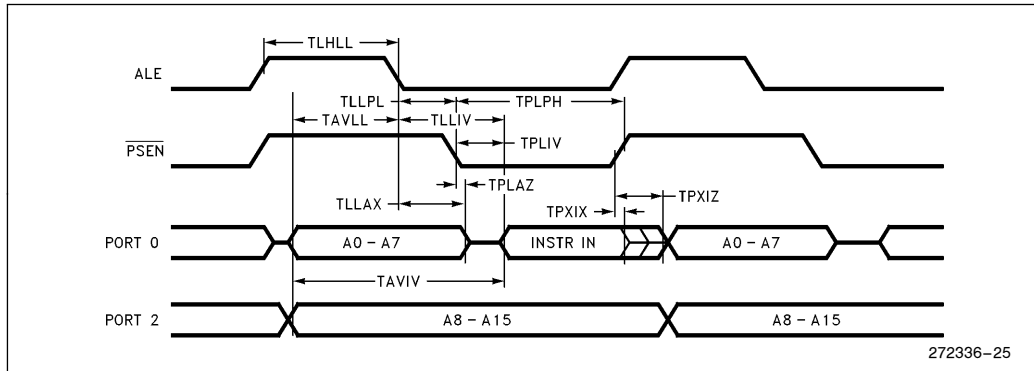 TLHLL
ALE
TLLPL
TPLPH
TAVLL
TLLIV
PSEN
TPLIV
TPLAZ
TPXIZ
TLLAX
TPXIX
PORT 0
A0 – A7
INSTR IN
A0 – A7
TAVIV
PORT 2
A8 – A15
A8 – A15
272336–25